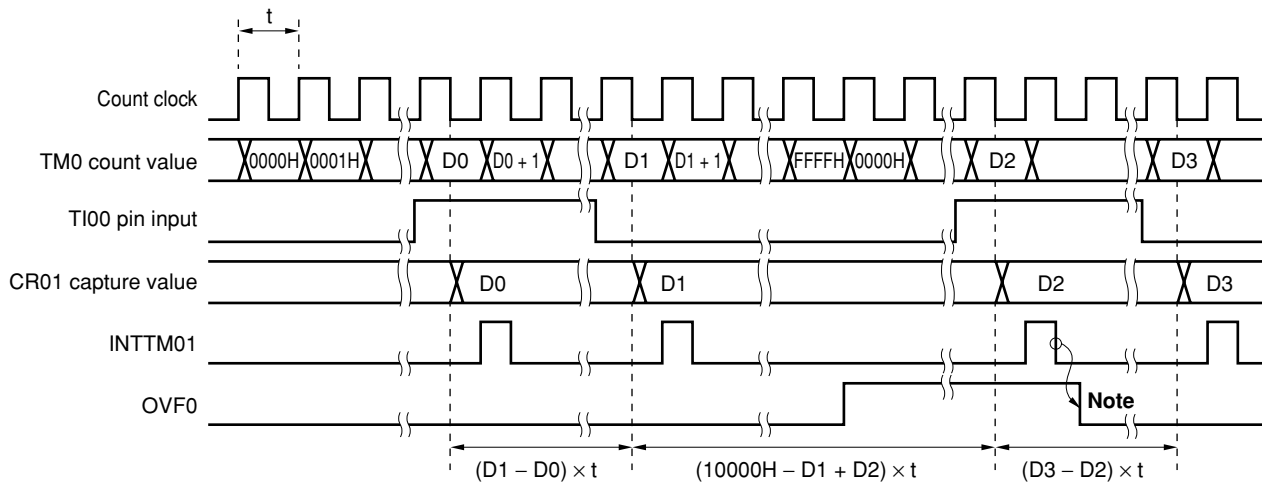 t
Count clock
TM0 count value 0000H 0001H D0 D0 + 1 D1 D1 + 1 FFFFH 0000H D2 D3
TI00 pin input
CR01 capture value D0 D1 D2 D3
INTTM01
OVF0 Note
(D1 − D0) × t (10000H − D1 + D2) × t (D3 − D2) × t